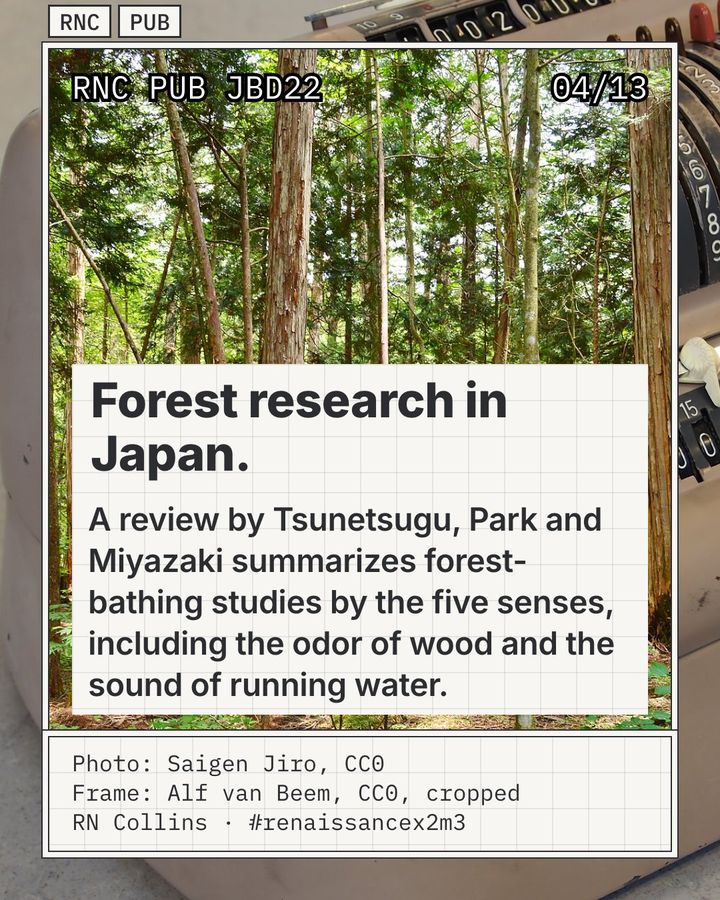 RNC PUB
RNC PUB JBD22 04/13
Forest research in
Japan.
A review by Tsunetsugu, Park and
Miyazaki summarizes forest-
bathing studies by the five senses,
including the odor of wood and the
sound of running water.
Photo: Saigen Jiro, CC0
Frame: Alf van Beem, CC0, cropped
RN Collins · #renaissancex2m3